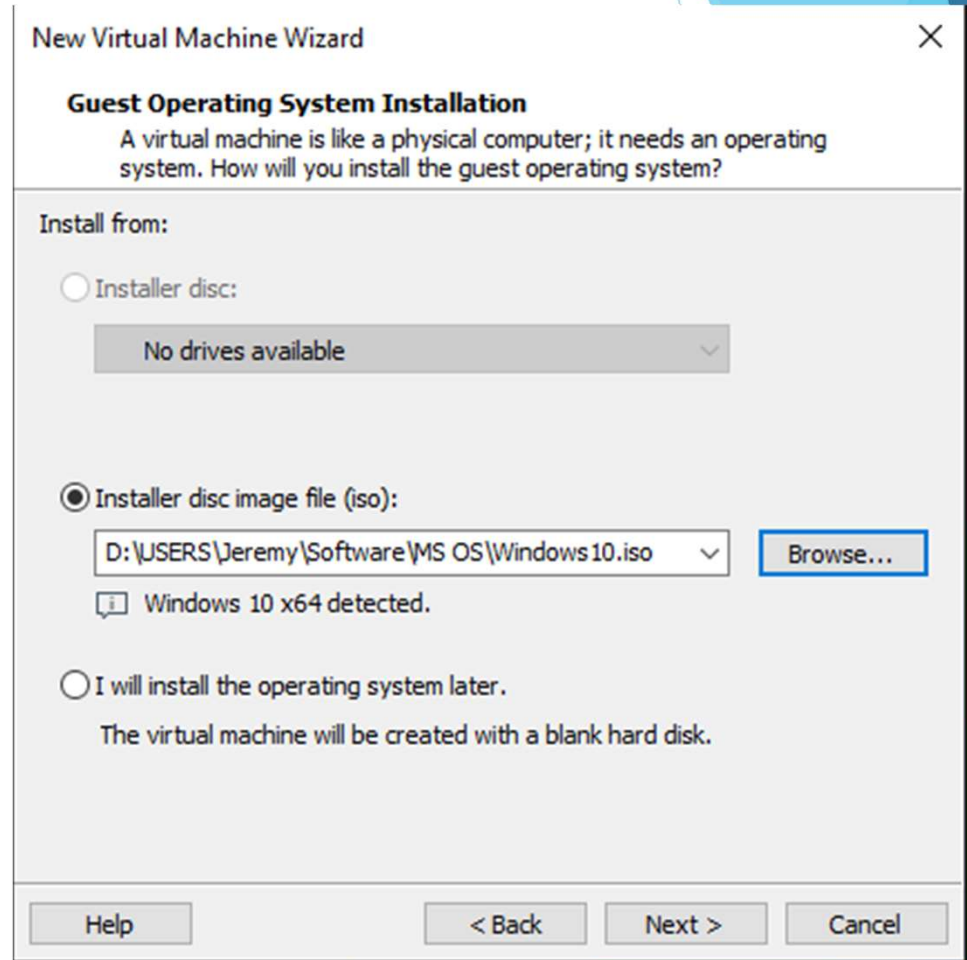 New Virtual Machine Wizard
Guest Operating System Installation
A virtual machine is like a physical computer; it needs an operating
system. How will you install the guest operating system?
Install from:
Installer disc:
No drives available
Installer disc image file (iso):
D:\USERS\Jeremy\Software\MS OS\Windows10.iso
Browse...
Windows 10 x64 detected.
I will install the operating system later.
The virtual machine will be created with a blank hard disk.
Help
< Back
Next >
Cancel